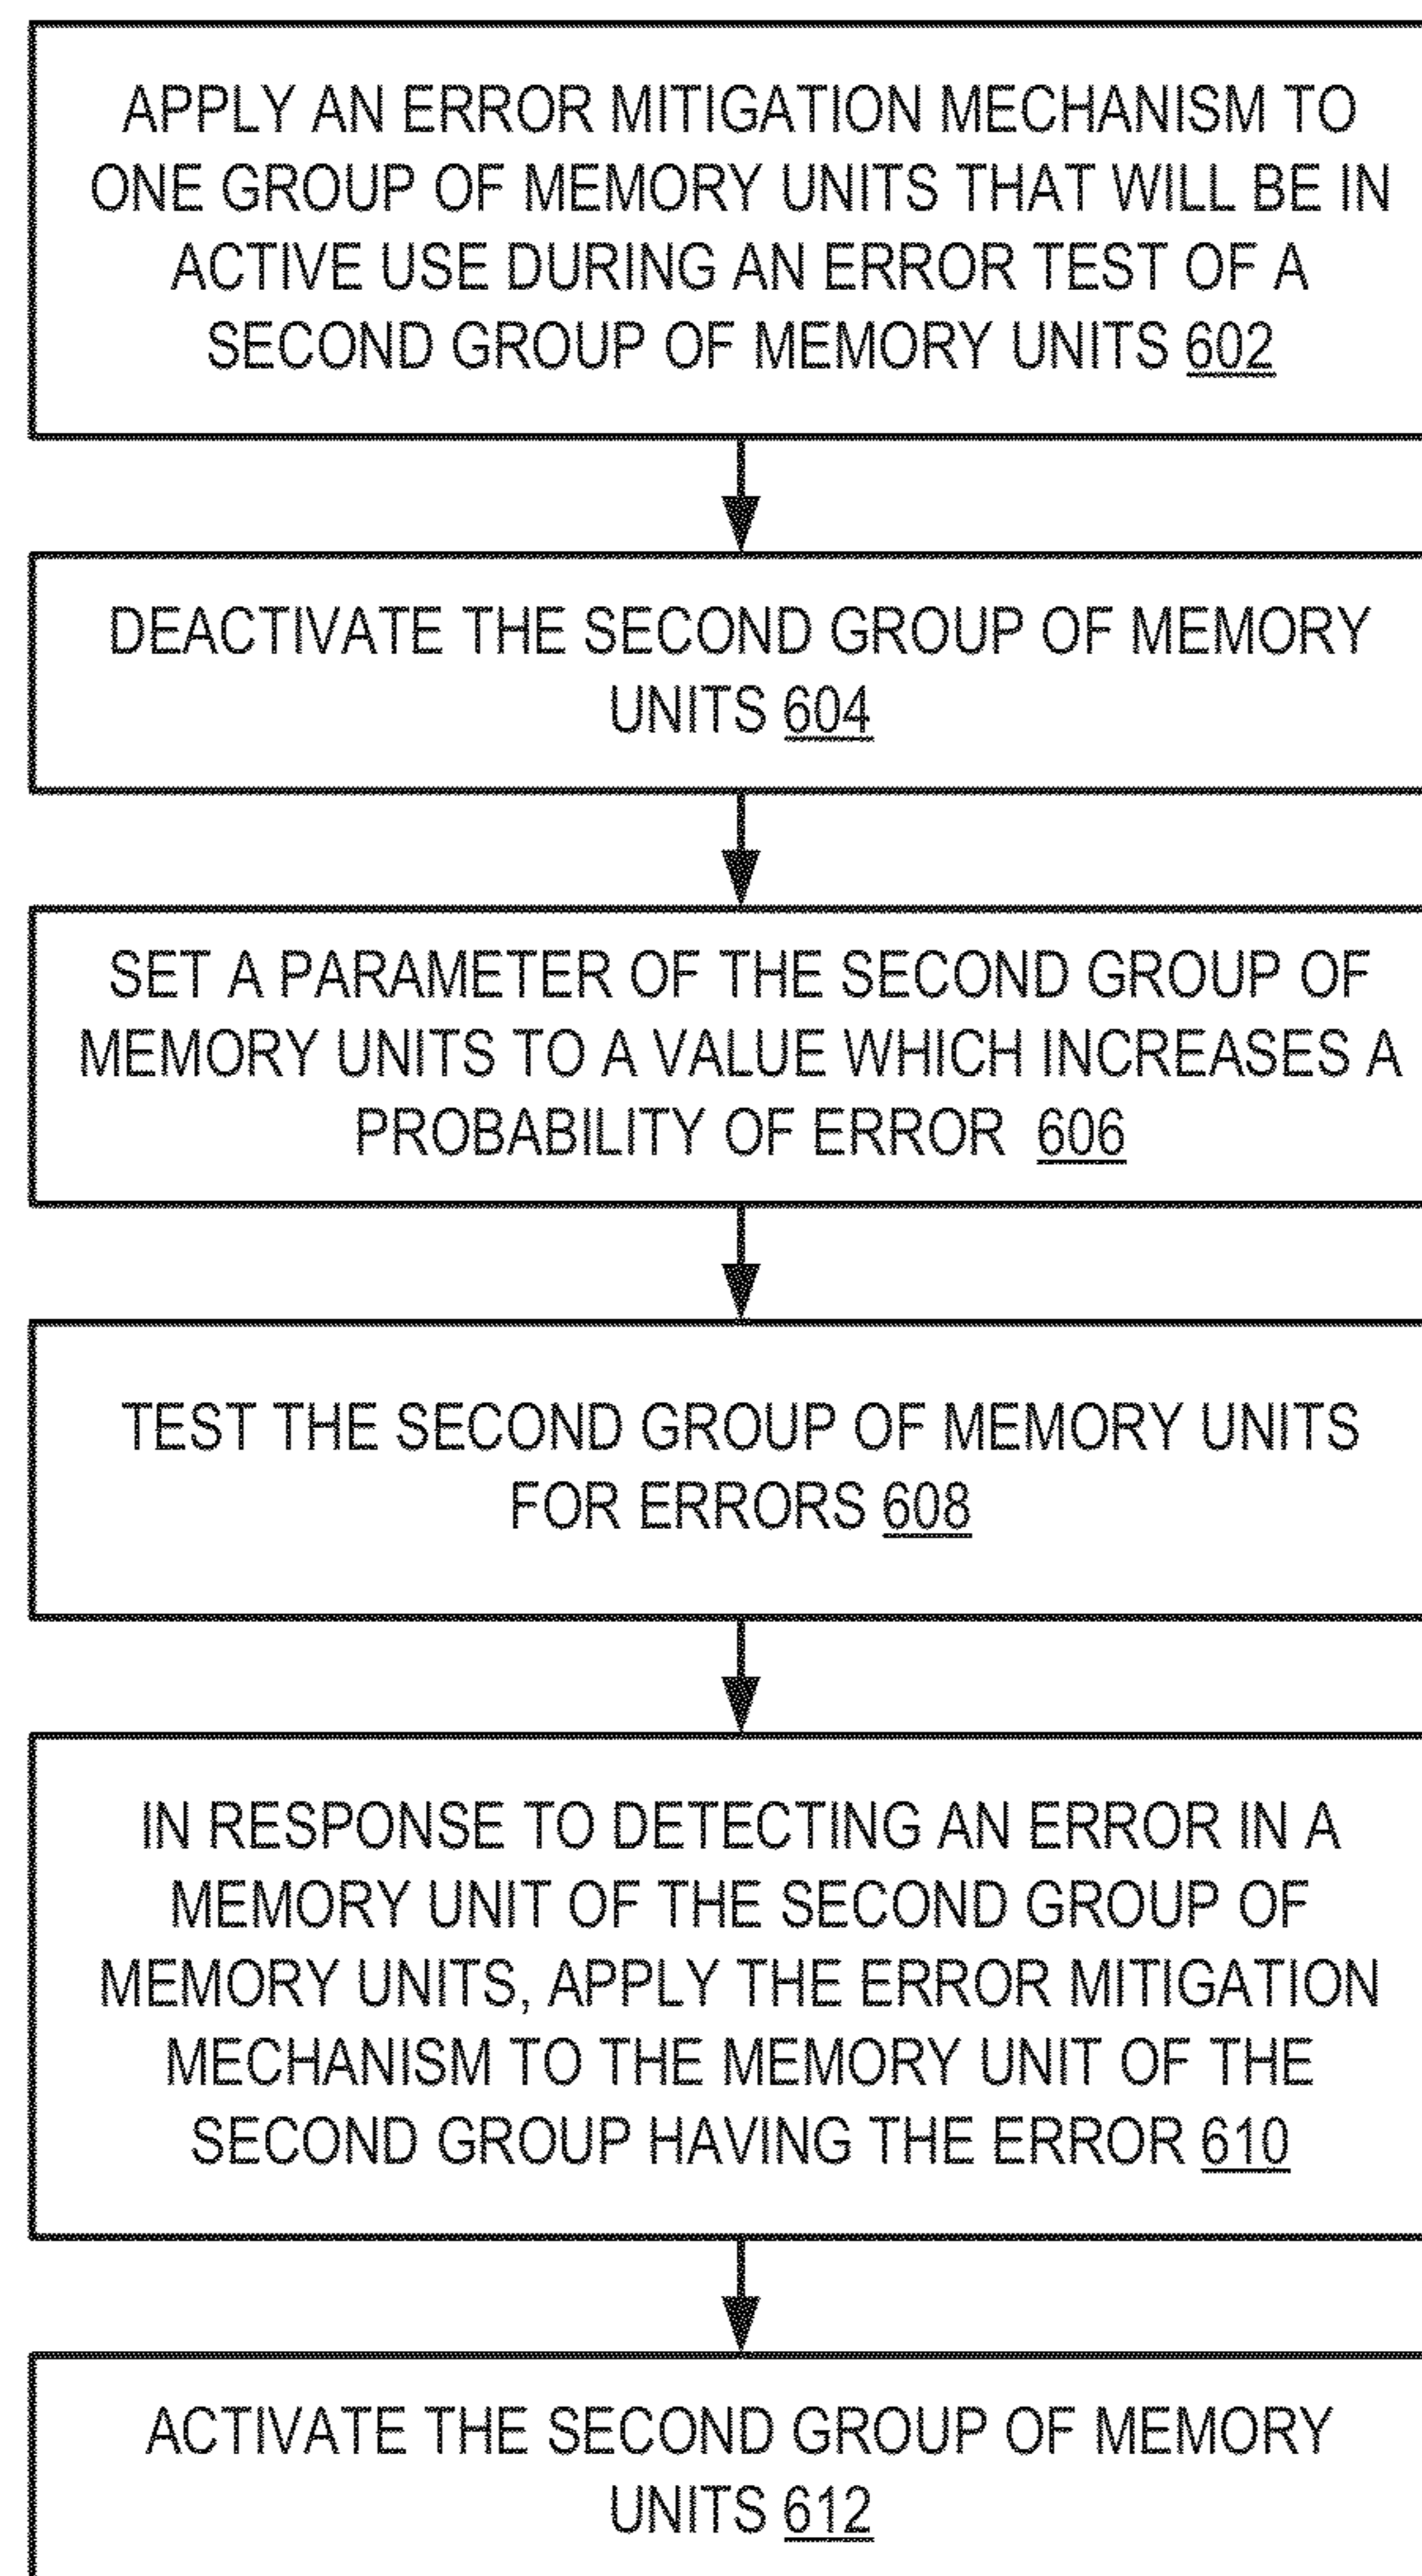 APPLY AN ERROR MITIGATION MECHANISM TO
ONE GROUP OF MEMORY UNITS THAT WILL BE IN
ACTIVE USE DURING AN ERROR TEST OF A
SECOND GROUP OF MEMORY UNITS 602
DEACTIVATE THE SECOND GROUP OF MEMORY
UNITS 604
SET A PARAMETER OF THE SECOND GROUP OF
MEMORY UNITS TO A VALUE WHICH INCREASES A
PROBABILITY OF ERROR 606
TEST THE SECOND GROUP OF MEMORY UNITS
FOR ERRORS 608
IN RESPONSE TO DETECTING AN ERROR IN A
MEMORY UNIT OF THE SECOND GROUP OF
MEMORY UNITS, APPLY THE ERROR MITIGATION
MECHANISM TO THE MEMORY UNIT OF THE
SECOND GROUP HAVING THE ERROR 610
ACTIVATE THE SECOND GROUP OF MEMORY
UNITS 612